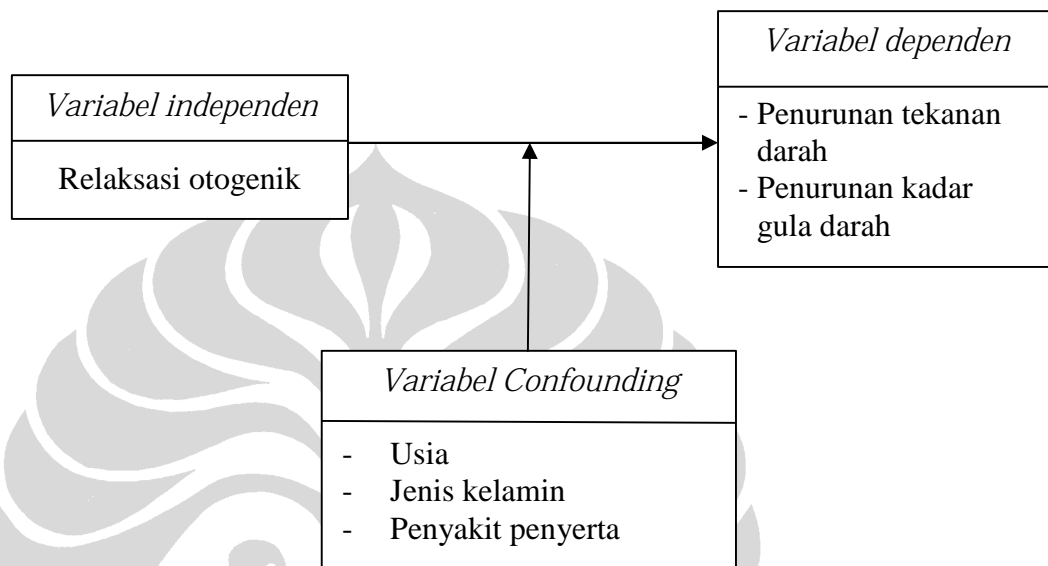 Variabel independen
Relaksasi otogenik
Variabel dependen
- Penurunan tekanan
darah
- Penurunan kadar
gula darah
Variabel Confounding
- Usia
- Jenis kelamin
- Penyakit penyerta